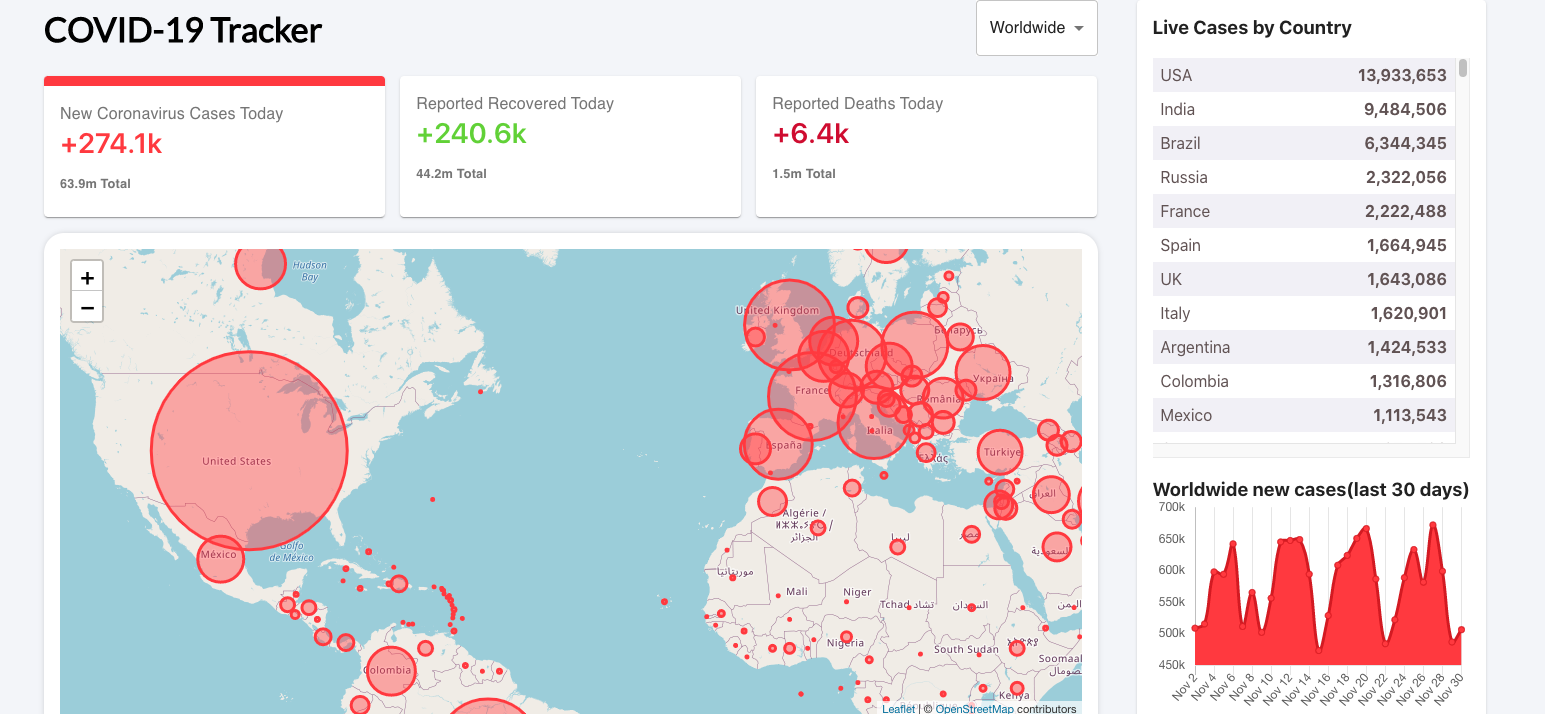 COVID-19 Tracker
Worldwide
New Coronavirus Cases Today
+274.1k
63.9m Total
Reported Recovered Today
+240.6k
44.2m Total
Reported Deaths Today
+6.4k
1.5m Total
+
−
Hudson
Bay
United Kingdom
Беларусь
Deutschland
Україна
France
România
Italia
España
Ελλάς
Türkiye
United States
México
Golfo
de México
Algérie /
الجزائر
ليبيا
مصر
العراق
السعودية
موريتانيا
Mali
Niger
Tchad تشاد
السودان
Nigeria
South Sudan
Soomaal
Kenya
Colombia
Leaflet | © OpenStreetMap contributors
Live Cases by Country
USA 13,933,653
India 9,484,506
Brazil 6,344,345
Russia 2,322,056
France 2,222,488
Spain 1,664,945
UK 1,643,086
Italy 1,620,901
Argentina 1,424,533
Colombia 1,316,806
Mexico 1,113,543
Worldwide new cases(last 30 days)
700k
650k
600k
550k
500k
450k
Nov 2
Nov 4
Nov 6
Nov 8
Nov 10
Nov 12
Nov 14
Nov 16
Nov 18
Nov 20
Nov 22
Nov 24
Nov 26
Nov 28
Nov 30